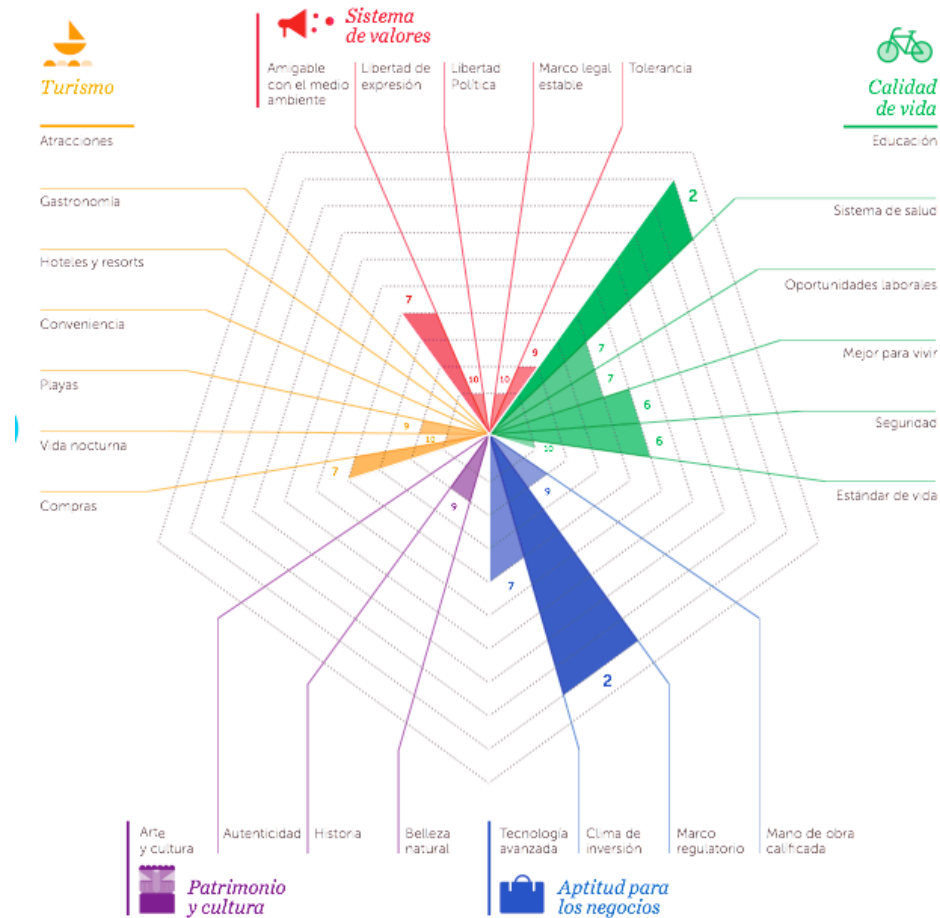 Sistema
de valores
Turismo
Calidad
de vida
Amigable
con el medio
ambiente
Libertad de
expresión
Libertad
Política
Marco legal
estable
Tolerancia
Atracciones
Gastronomía
Hoteles y resorts
Conveniencia
Playas
Vida nocturna
Compras
Educación
Sistema de salud
Oportunidades laborales
Mejor para vivir
Seguridad
Estándar de vida
7
10
10
9
2
7
7
6
6
10
9
10
7
9
9
7
2
Arte
y cultura
Autenticidad
Historia
Belleza
natural
Tecnología
avanzada
Clima de
inversión
Marco
regulatorio
Mano de obra
calificada
Patrimonio
y cultura
Aptitud para
los negocios